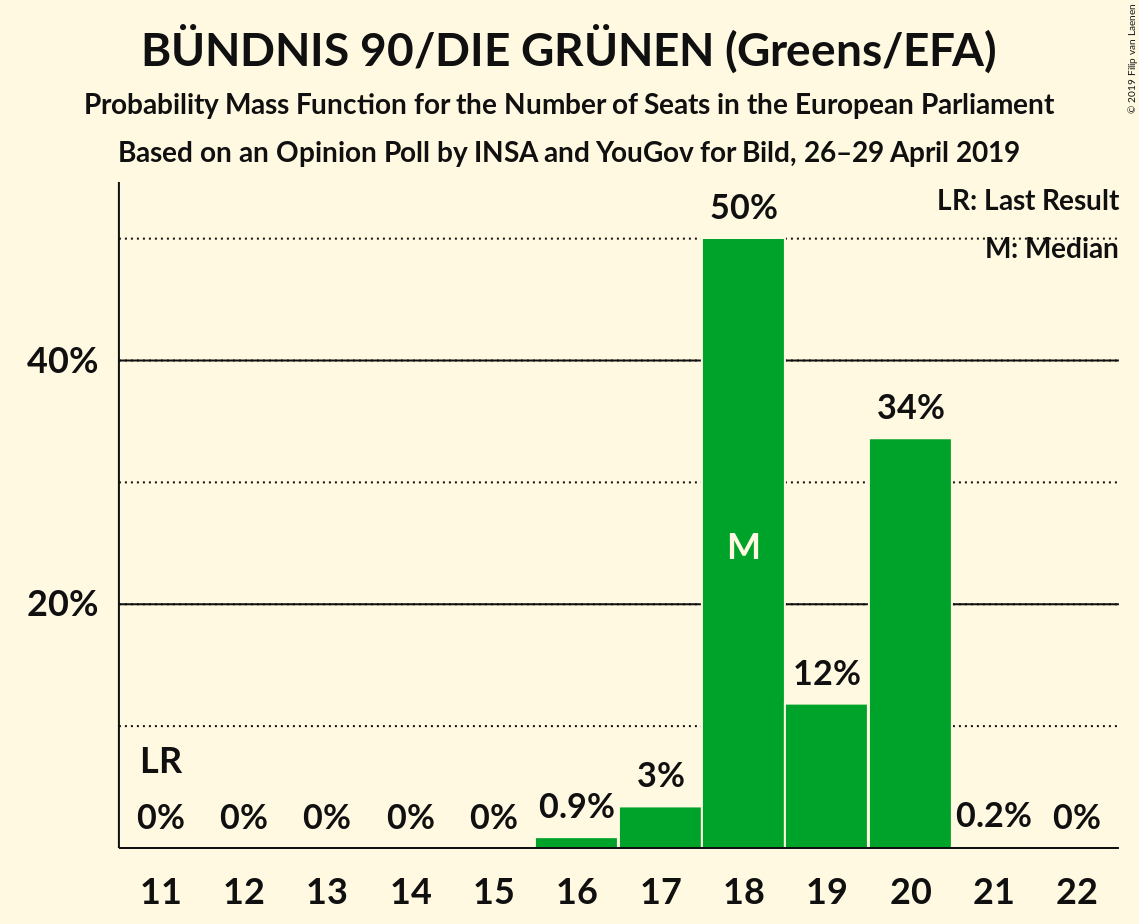 BÜNDNIS 90/DIE GRÜNEN (Greens/EFA)
Probability Mass Function for the Number of Seats in the European Parliament
Based on an Opinion Poll by INSA and YouGov for Bild, 26–29 April 2019
© 2019 Filip van Laenen
LR: Last Result
M: Median
50%
40%
34%
M
20%
12%
LR
3%
0% 0% 0% 0% 0% 0.9% 0.2% 0%
11 12 13 14 15 16 17 18 19 20 21 22